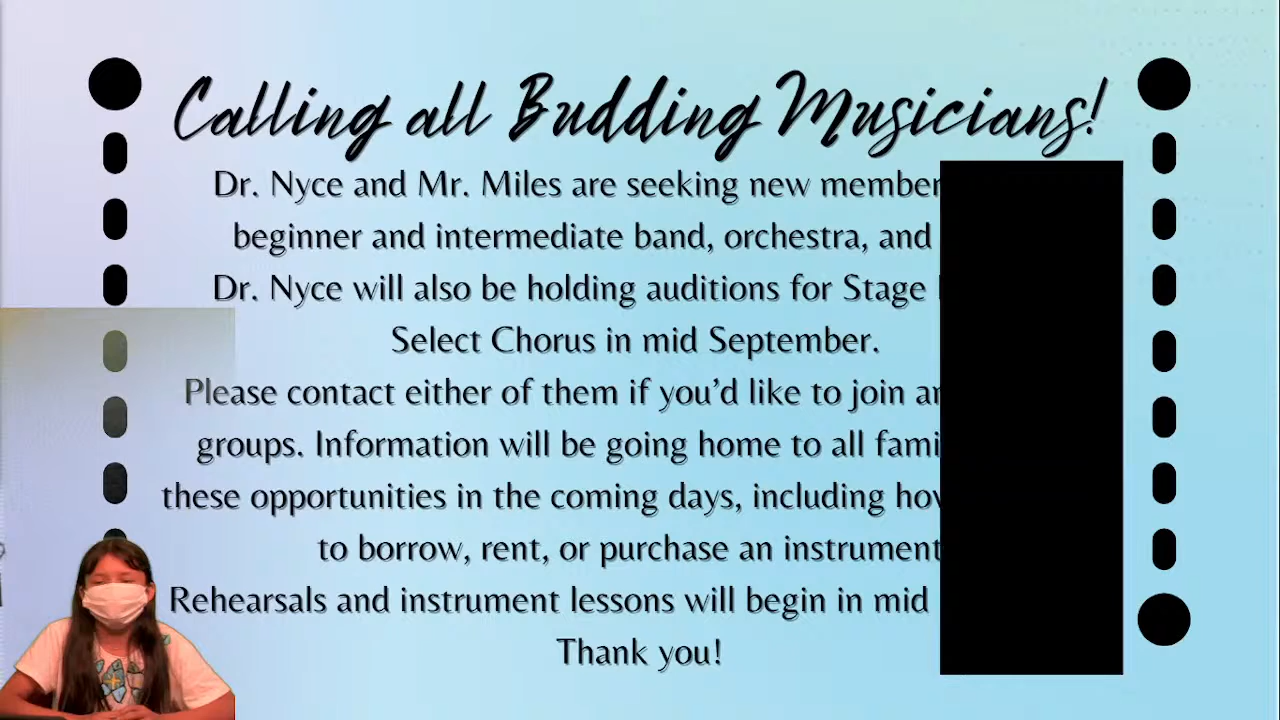 Calling all Budding Musicians!
Dr. Nyce and Mr. Miles are seeking new
beginner and intermediate band, orchestra, and
Dr. Nyce will also be holding auditions for Stage
Select Chorus in mid September.
Please contact either of them if you’d like to join
groups. Information will be going home to all
these opportunities in the coming days, including
to borrow, rent, or purchase an instrument
Rehearsals and instrument lessons will begin in mid
Thank you!